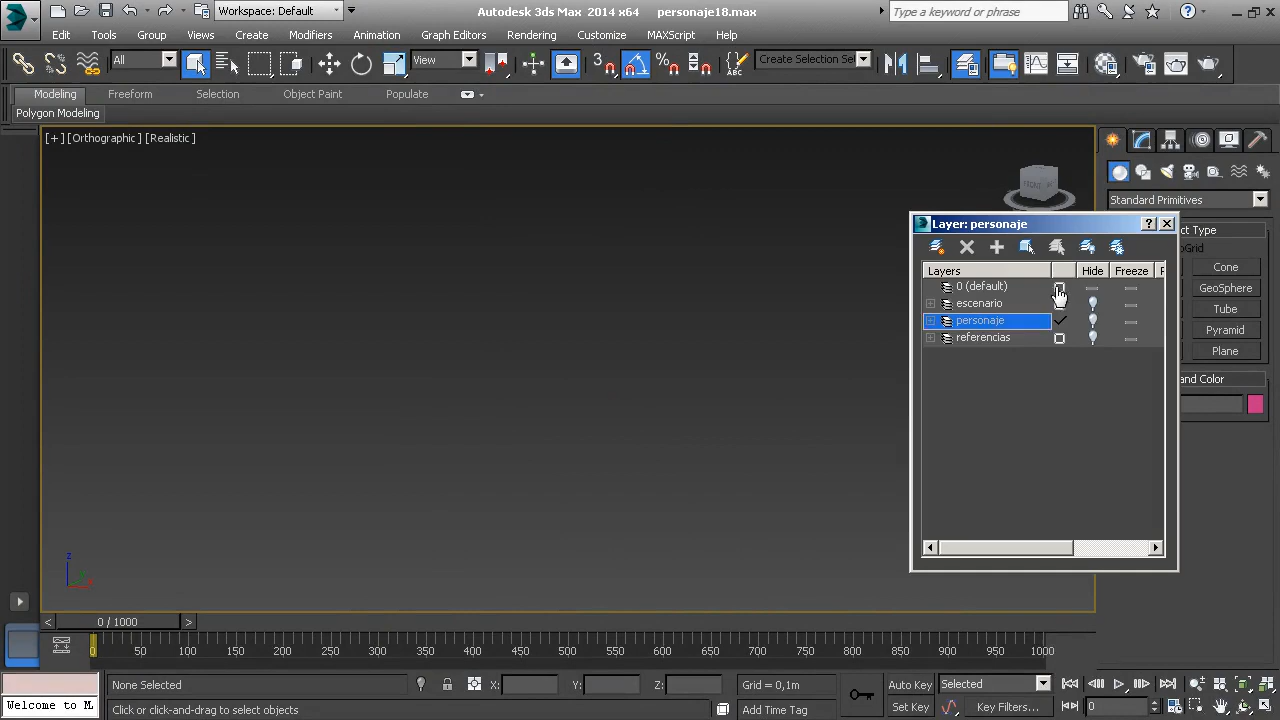 Workspace: Default
Autodesk 3ds Max 2014 x64 personaje18.max
Type a keyword or phrase
Edit Tools Group Views Create Modifiers Animation Graph Editors Rendering Customize MAXScript Help
All
View
Create Selection Se
Modeling Freeform Selection Object Paint Populate
Polygon Modeling
[+] [Orthographic] [Realistic]
Standard Primitives
Layer: personaje
Layers Hide Freeze
0 (default)
escenario
personaje
referencias
Cone
GeoSphere
Tube
Pyramid
Plane
z
0 / 1000
0 50 100 150 200 250 300 350 400 450 500 550 600 650 700 750 800 850 900 950 1000
None Selected X: Y: Z: Grid = 0,1m Auto Key Selected
Welcome to M. Click or click-and-drag to select objects Add Time Tag Set Key Key Filters... 0